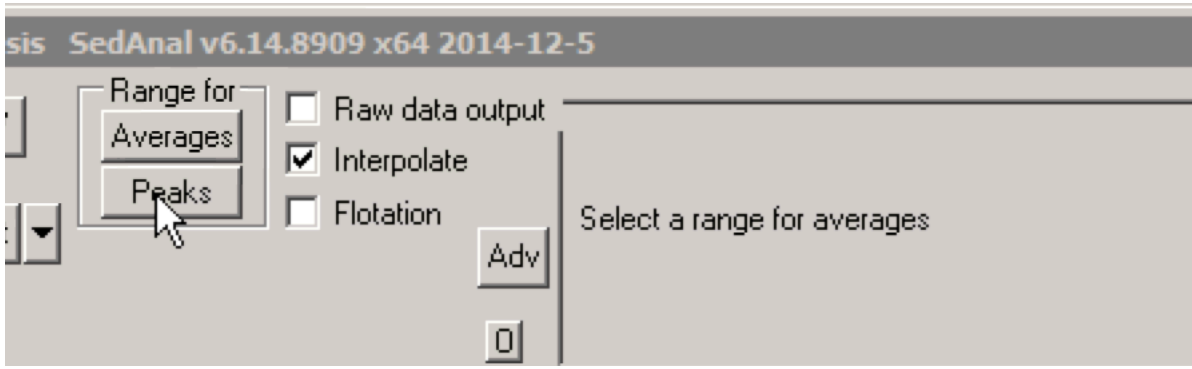 sis SedAnal v6.14.8909 x64 2014-12-5
Range for
Averages
Peaks
Raw data output
Interpolate
Flotation
Adv
0
Select a range for averages